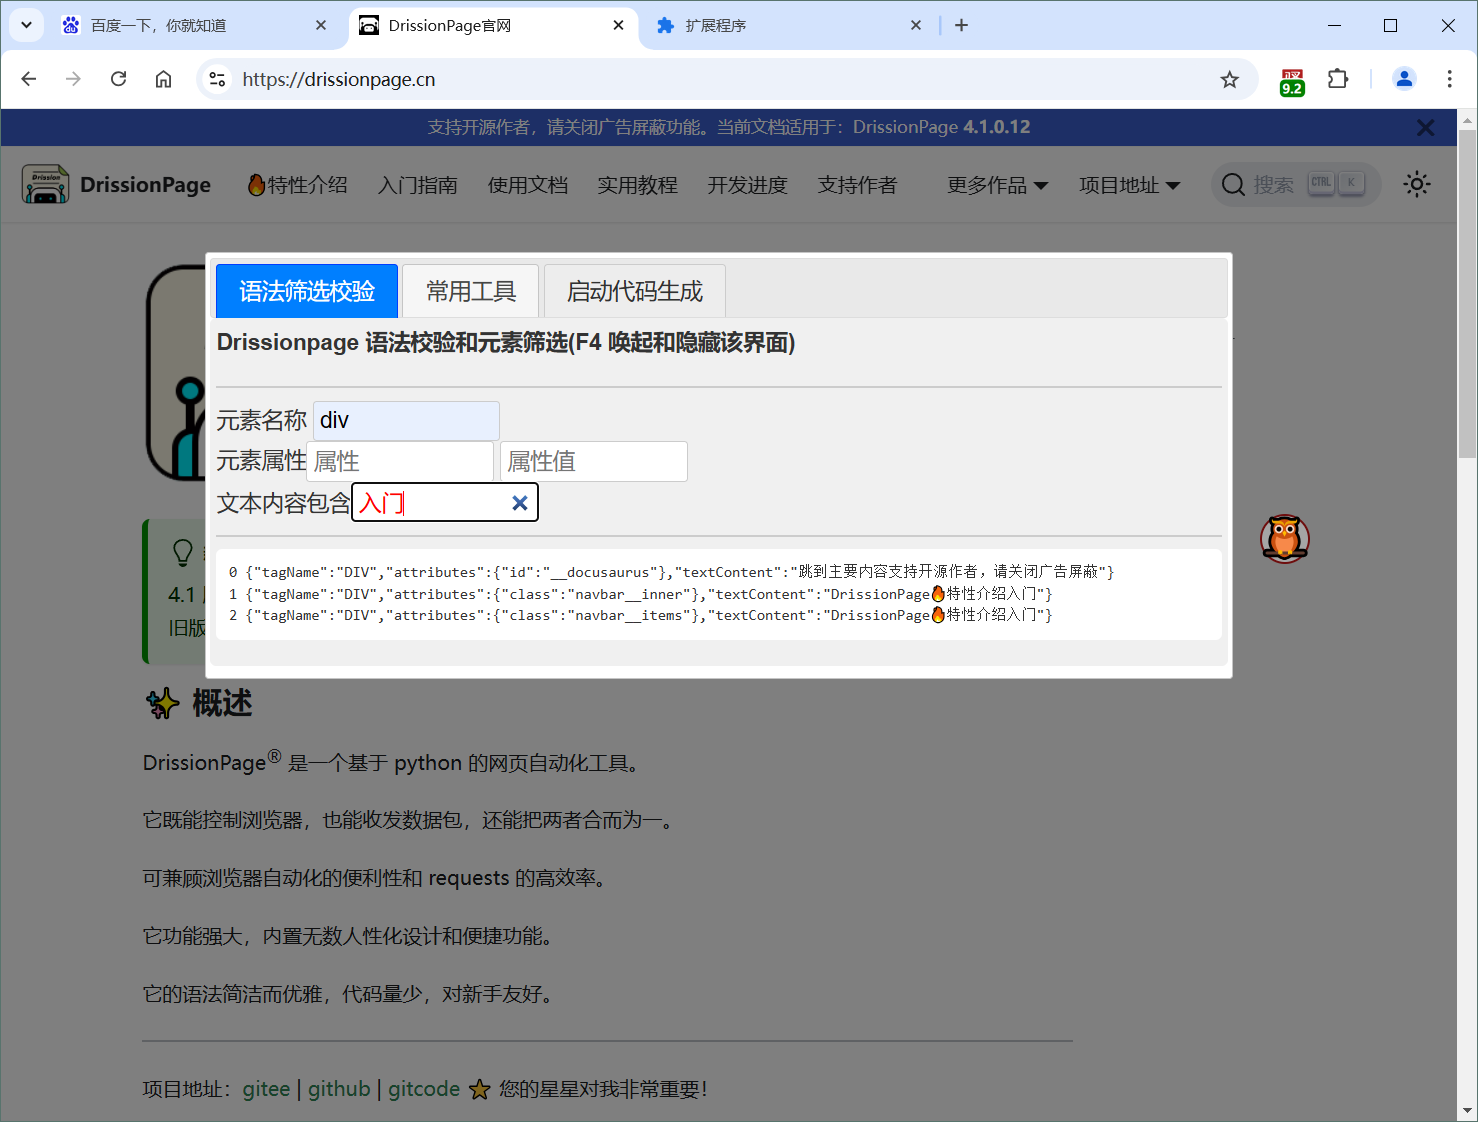 百度一下，你就知道
DrissionPage官网
扩展程序
https://drissionpage.cn
9.2
支持开源作者，请关闭广告屏蔽功能。当前文档适用于：DrissionPage 4.1.0.12
Drission
DrissionPage
🔥特性介绍
入门指南
使用文档
实用教程
开发进度
支持作者
更多作品
项目地址
搜索
CTRL
K
语法筛选校验
常用工具
启动代码生成
Drissionpage 语法校验和元素筛选(F4 唤起和隐藏该界面)
元素名称 div
元素属性 属性 属性值
文本内容包含 入门
0 {"tagName":"DIV","attributes":{"id":"__docusaurus"},"textContent":"跳到主要内容支持开源作者，请关闭广告屏蔽"}
1 {"tagName":"DIV","attributes":{"class":"navbar__inner"},"textContent":"DrissionPage🔥特性介绍入门"}
2 {"tagName":"DIV","attributes":{"class":"navbar__items"},"textContent":"DrissionPage🔥特性介绍入门"}
4.1
旧版
✨ 概述
DrissionPage® 是一个基于 python 的网页自动化工具。
它既能控制浏览器，也能收发数据包，还能把两者合而为一。
可兼顾浏览器自动化的便利性和 requests 的高效率。
它功能强大，内置无数人性化设计和便捷功能。
它的语法简洁而优雅，代码量少，对新手友好。
项目地址：gitee | github | gitcode ⭐ 您的星星对我非常重要！